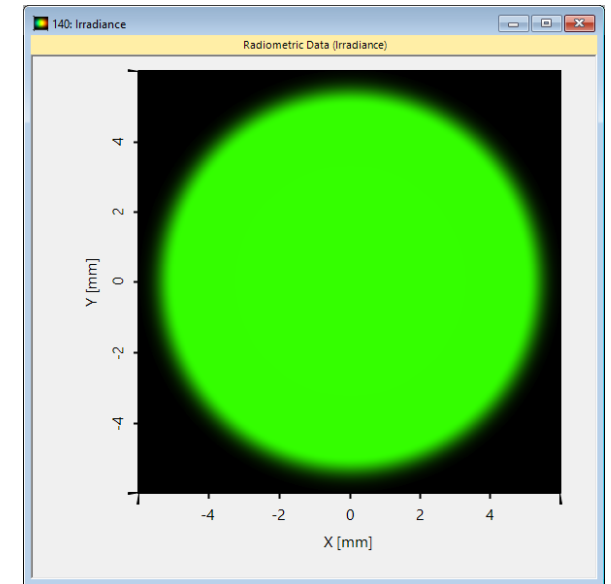 140: Irradiance
Radiometric Data (Irradiance)
4
2
0
-2
-4
Y [mm]
-4 -2 0 2 4
X [mm]